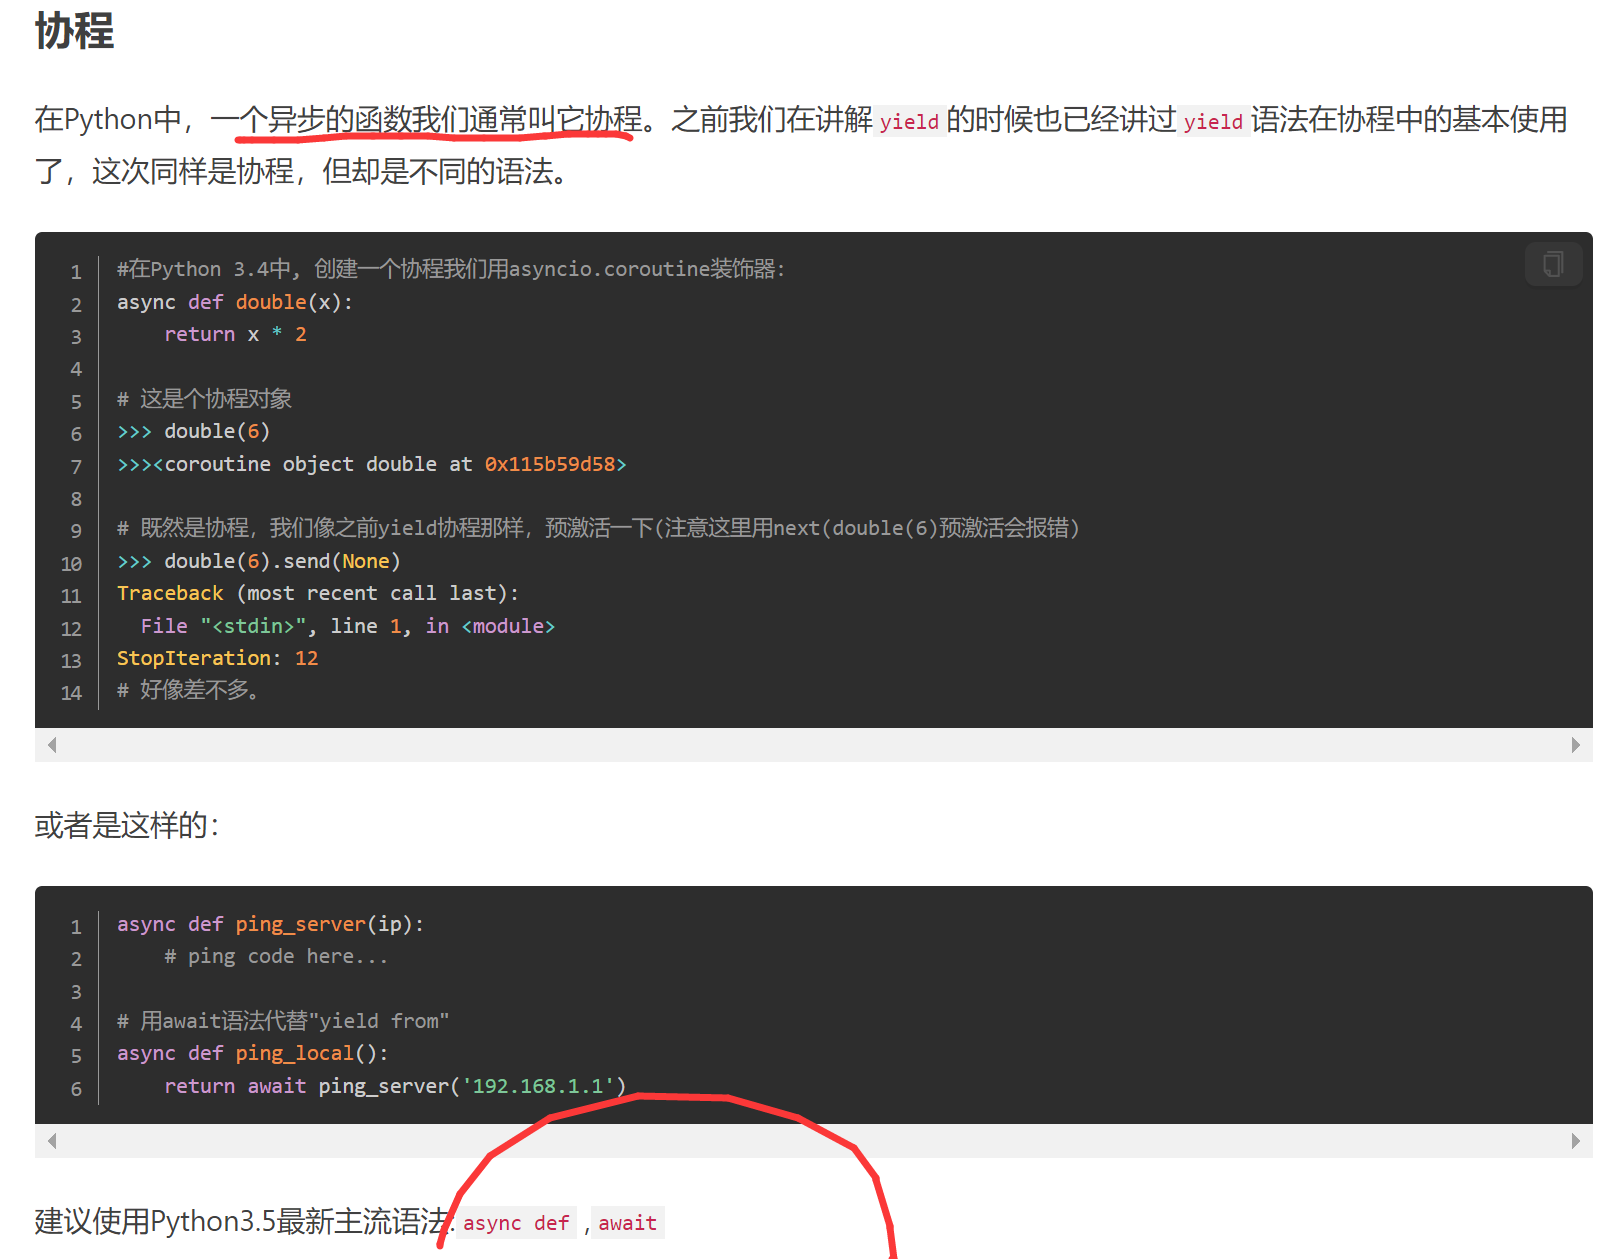 协程
在Python中，一个异步的函数我们通常叫它协程。之前我们在讲解yield的时候也已经讲过yield语法在协程中的基本使用
了，这次同样是协程，但却是不同的语法。
1 #在Python 3.4中, 创建一个协程我们用asyncio.coroutine装饰器:
2 async def double(x):
3     return x * 2
4
5 # 这是个协程对象
6 >>> double(6)
7 >>><coroutine object double at 0x115b59d58>
8
9 # 既然是协程，我们像之前yield协程那样，预激活一下(注意这里用next(double(6)预激活会报错)
10 >>> double(6).send(None)
11 Traceback (most recent call last):
12   File "<stdin>", line 1, in <module>
13 StopIteration: 12
14 # 好像差不多。
或者是这样的：
1 async def ping_server(ip):
2     # ping code here...
3
4 # 用await语法代替"yield from"
5 async def ping_local():
6     return await ping_server('192.168.1.1')
建议使用Python3.5最新主流语法:async def ,await